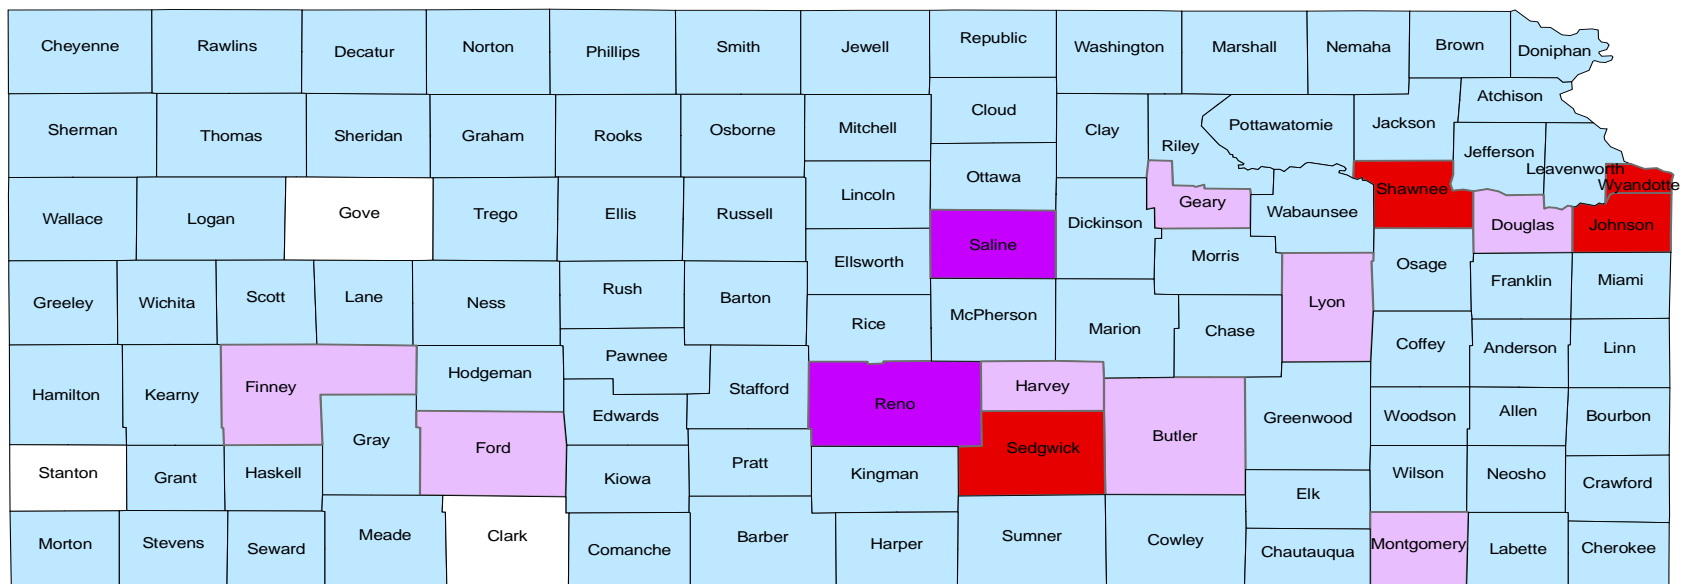 Cheyenne
Rawlins
Decatur
Norton
Phillips
Smith
Jewell
Republic
Washington
Marshall
Nemaha
Brown
Doniphan
Sherman
Thomas
Sheridan
Graham
Rooks
Osborne
Mitchell
Cloud
Clay
Riley
Pottawatomie
Jackson
Atchison
Jefferson
Leavenworth
Wyandotte
Wallace
Logan
Gove
Trego
Ellis
Russell
Lincoln
Ottawa
Saline
Dickinson
Geary
Wabaunsee
Shawnee
Douglas
Johnson
Greeley
Wichita
Scott
Lane
Ness
Rush
Barton
Ellsworth
Rice
McPherson
Marion
Morris
Chase
Lyon
Osage
Franklin
Miami
Hamilton
Kearny
Finney
Hodgeman
Pawnee
Stafford
Edwards
Reno
Harvey
Butler
Greenwood
Coffey
Anderson
Linn
Woodson
Allen
Bourbon
Stanton
Grant
Haskell
Gray
Ford
Kiowa
Pratt
Kingman
Sedgwick
Elk
Wilson
Neosho
Crawford
Morton
Stevens
Seward
Meade
Clark
Comanche
Barber
Harper
Sumner
Cowley
Chautauqua
Montgomery
Labette
Cherokee